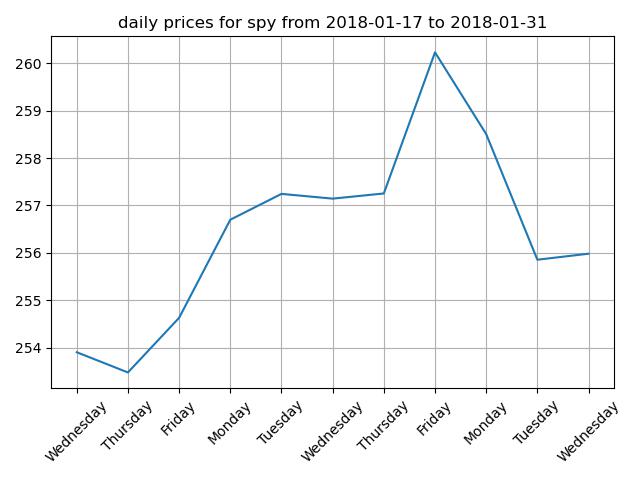 daily prices for spy from 2018-01-17 to 2018-01-31
260
259
258
257
256
255
254
Wednesday
Thursday
Friday
Monday
Tuesday
Wednesday
Thursday
Friday
Monday
Tuesday
Wednesday